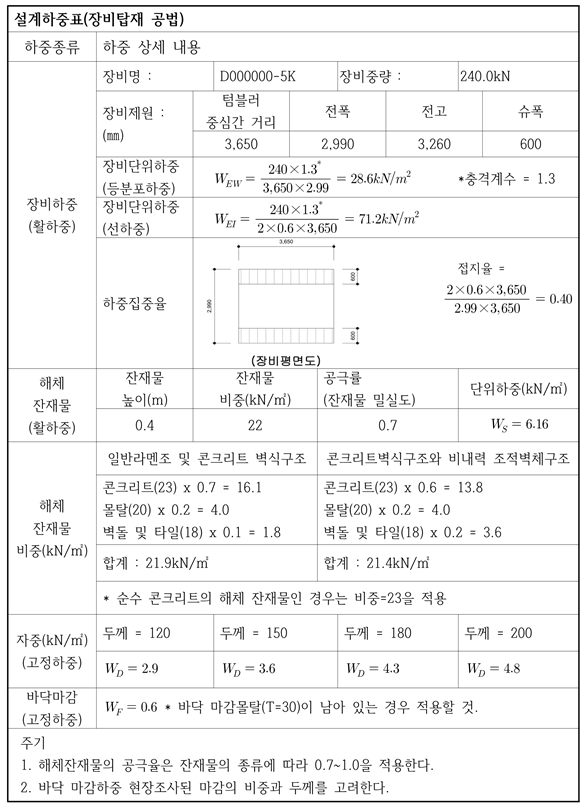 설계하중표(장비탑재 공법)
하중종류 하중 상세 내용
장비하중
(활하중)
장비명 : D000000-5K 장비중량 : 240.0kN
장비제원 :
(㎜)
텀블러
중심간 거리 전폭 전고 슈폭
3,650 2,990 3,260 600
장비단위하중
(등분포하중)
W_EW = 240×1.3* / 3,650×2.99 = 28.6kN/m² *충격계수 = 1.3
장비단위하중
(선하중)
W_EI = 240×1.3* / 2×0.6×3,650 = 71.2kN/m²
하중집중율
3,650
2,990
600
600
(장비평면도)
접지율 =
2×0.6×3,650 / 2.99×3,650 = 0.40
해체
잔재물
(활하중)
잔재물
높이(m)
잔재물
비중(kN/㎥)
공극률
(잔재물 밀실도)
단위하중(kN/㎡)
0.4 22 0.7 W_S = 6.16
해체
잔재물
비중(kN/㎥)
일반라멘조 및 콘크리트 벽식구조
콘크리트벽식구조와 비내력 조적벽체구조
콘크리트(23) x 0.7 = 16.1
몰탈(20) x 0.2 = 4.0
벽돌 및 타일(18) x 0.1 = 1.8
콘크리트(23) x 0.6 = 13.8
몰탈(20) x 0.2 = 4.0
벽돌 및 타일(18) x 0.2 = 3.6
합계 : 21.9kN/㎥
합계 : 21.4kN/㎥
* 순수 콘크리트의 해체 잔재물인 경우는 비중=23을 적용
자중(kN/㎡)
(고정하중)
두께 = 120 두께 = 150 두께 = 180 두께 = 200
W_D = 2.9 W_D = 3.6 W_D = 4.3 W_D = 4.8
바닥마감
(고정하중)
W_F = 0.6 * 바닥 마감몰탈(T=30)이 남아 있는 경우 적용할 것.
주기
1. 해체잔재물의 공극율은 잔재물의 종류에 따라 0.7~1.0을 적용한다.
2. 바닥 마감하중 현장조사된 마감의 비중과 두께를 고려한다.